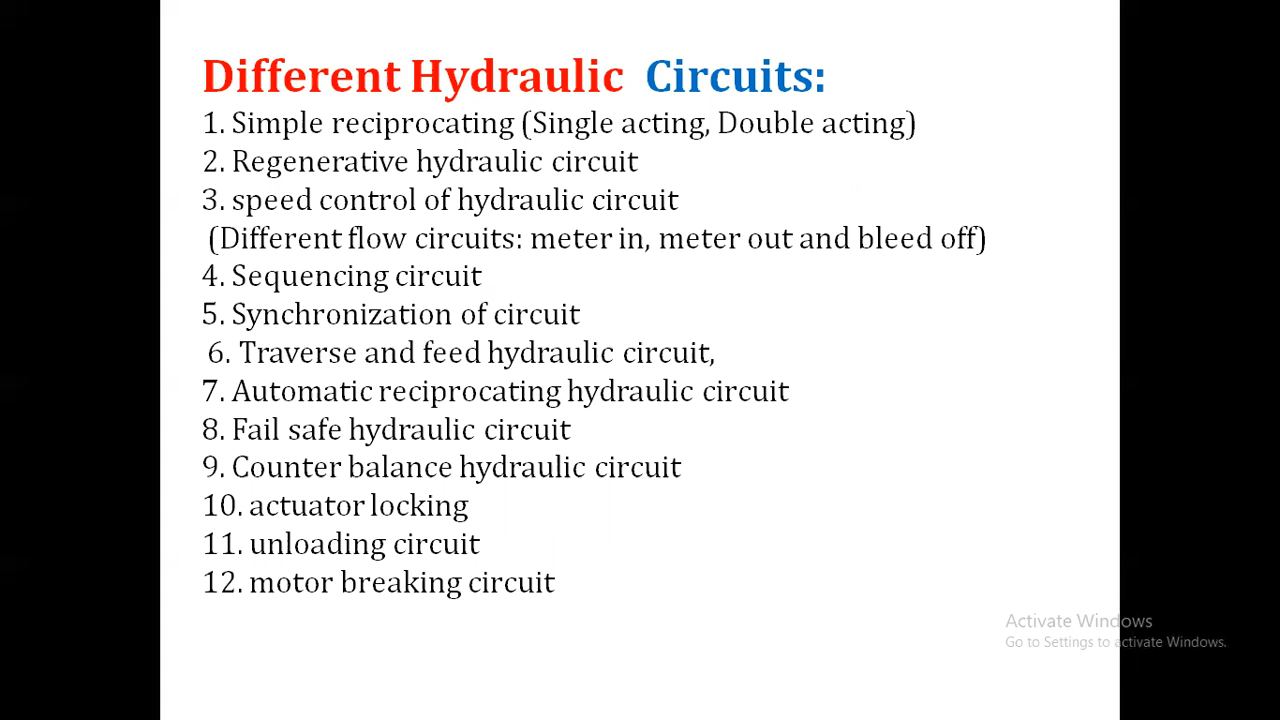 Different Hydraulic Circuits:
1. Simple reciprocating (Single acting, Double acting)
2. Regenerative hydraulic circuit
3. speed control of hydraulic circuit
(Different flow circuits: meter in, meter out and bleed off)
4. Sequencing circuit
5. Synchronization of circuit
6. Traverse and feed hydraulic circuit,
7. Automatic reciprocating hydraulic circuit
8. Fail safe hydraulic circuit
9. Counter balance hydraulic circuit
10. actuator locking
11. unloading circuit
12. motor breaking circuit
Activate Windows
Go to Settings to activate Windows.